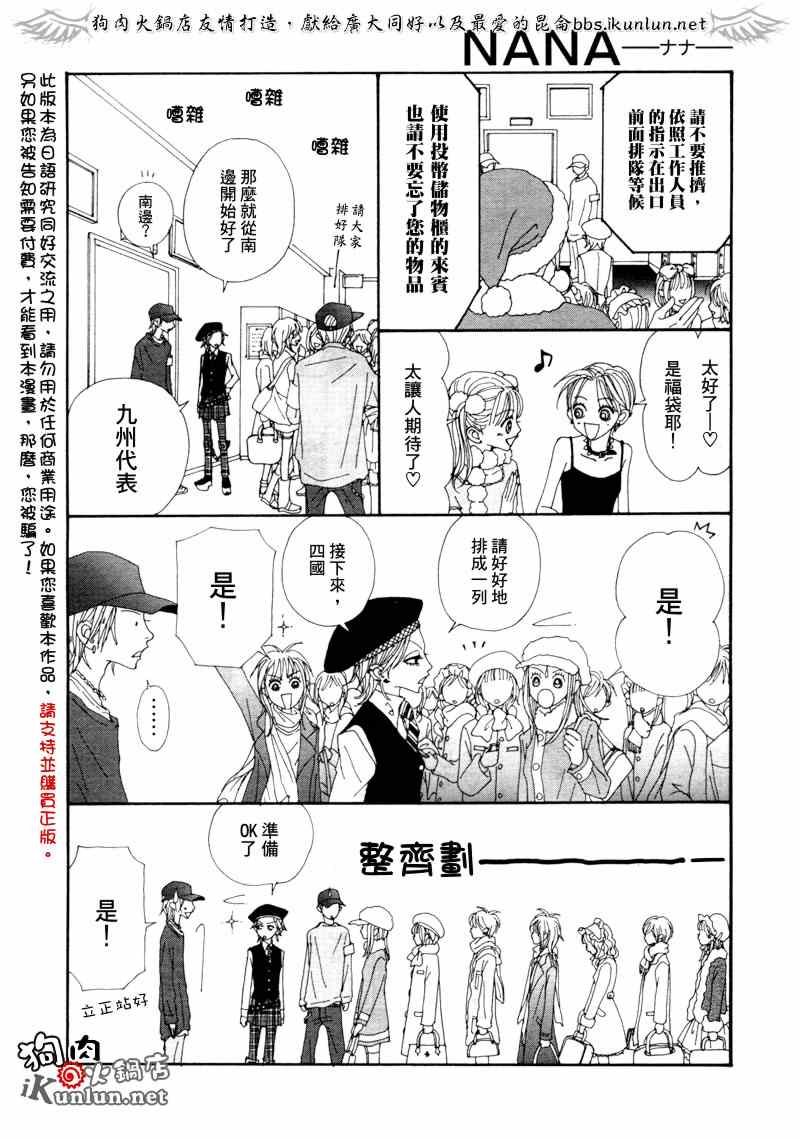 狗肉火鍋店友情打造，獻給廣大同好以及最愛的昆侖bbs.ikunlun.net
NANA——ナナ——
此版本為日語研究同好交流之用，請勿用於任何商業用途。如果您喜歡本作品，請支持並購買正版。
另如果您被告知需要付費，才能看到本漫畫，那麼，您被騙了！
請不要推擠，
依照工作人員
的指示在出口
前面排隊等候
使用投幣儲物櫃的來賓
也請不要忘了您的物品
嘈雜
嘈雜
嘈雜
請大家
排好隊
那麼就從南
邊開始好了
南邊？
九州代表
太好了—♡
是福袋耶！
♪
太讓人期待了♡
是！
請好好地
排成一列
接下來，
四國
是！
……
整齊劃一
準備
OK了
是！
立正站好
狗肉
火鍋店
iKunlun.net